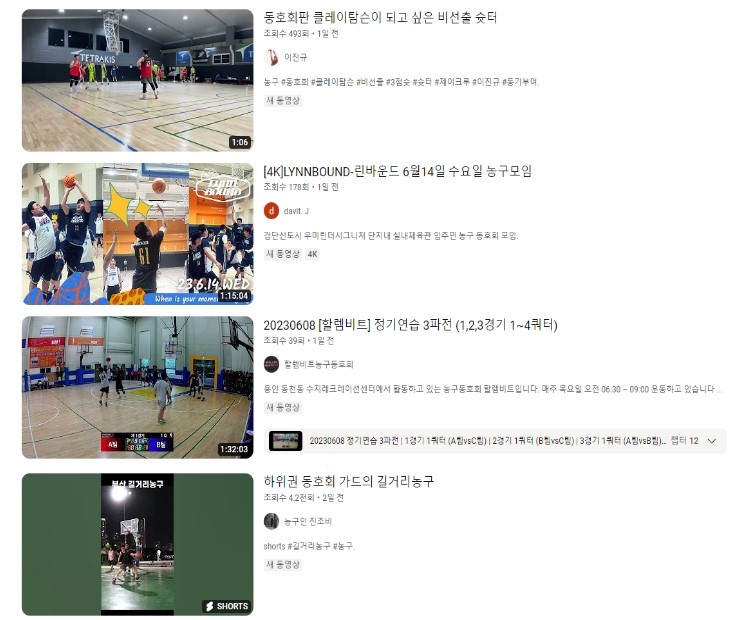 동호회판 클레이탐슨이 되고 싶은 비선출 슛터
조회수 493회 • 1일 전
이진규
농구 #동호회 #클레이탐슨 #비선출 #3점슛 #슛터 #제이크루 #이진규 #동기부여.
새 동영상
TETRAKIS
1:06
[4K]LYNNBOUND-린바운드 6월14일 수요일 농구모임
조회수 178회 • 1일 전
d
davit. J
검단신도시 우미린더시그니처 단지내 실내체육관 입주민 농구 동호회 모임.
새 동영상 4K
LYNN BOUND
61
23.6.14.WED
When is your mome
1:15:04
20230608 [할렘비트] 정기연습 3파전 (1,2,3경기 1~4쿼터)
조회수 39회 • 1일 전
할렘비트농구동호회
용인 동천동 수지레크레이션센터에서 활동하고 있는 농구동호회 할렘비트입니다. 매주 목요일 오전 06:30 ~ 09:00 운동하고 있습니다 ...
새 동영상
A팀
B팀
1:32:03
20230608 정기연습 3파전 | 1경기 1쿼터 (A팀vsC팀) | 2경기 1쿼터 (B팀vsC팀) | 3경기 1쿼터 (A팀vsB팀)... 챕터 12
하위권 동호회 가드의 길거리농구
조회수 4.2천회 • 2일 전
농구인 진조비
shorts #길거리농구 #농구.
새 동영상
부산 길거리농구
SHORTS